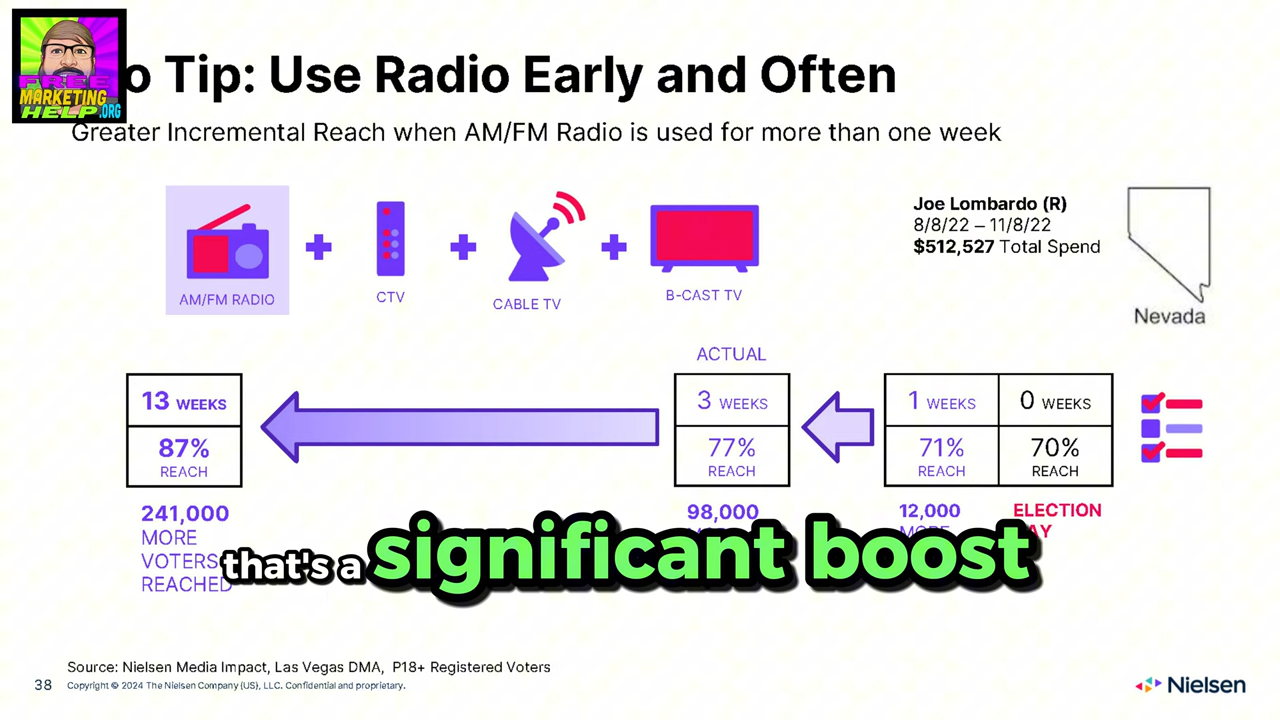 FREE
MARKETING
HELP.ORG
o Tip: Use Radio Early and Often
Greater Incremental Reach when AM/FM Radio is used for more than one week
AM/FM RADIO
CTV
CABLE TV
B-CAST TV
Joe Lombardo (R)
8/8/22 – 11/8/22
$512,527 Total Spend
Nevada
ACTUAL
13 WEEKS
87%
REACH
241,000
MORE
VOTERS
REACHED
3 WEEKS
77%
REACH
98,000
1 WEEKS
71%
REACH
12,000
0 WEEKS
70%
REACH
ELECTION
that's a significant boost
Source: Nielsen Media Impact, Las Vegas DMA, P18+ Registered Voters
38 Copyright © 2024 The Nielsen Company (US), LLC. Confidential and proprietary.
Nielsen